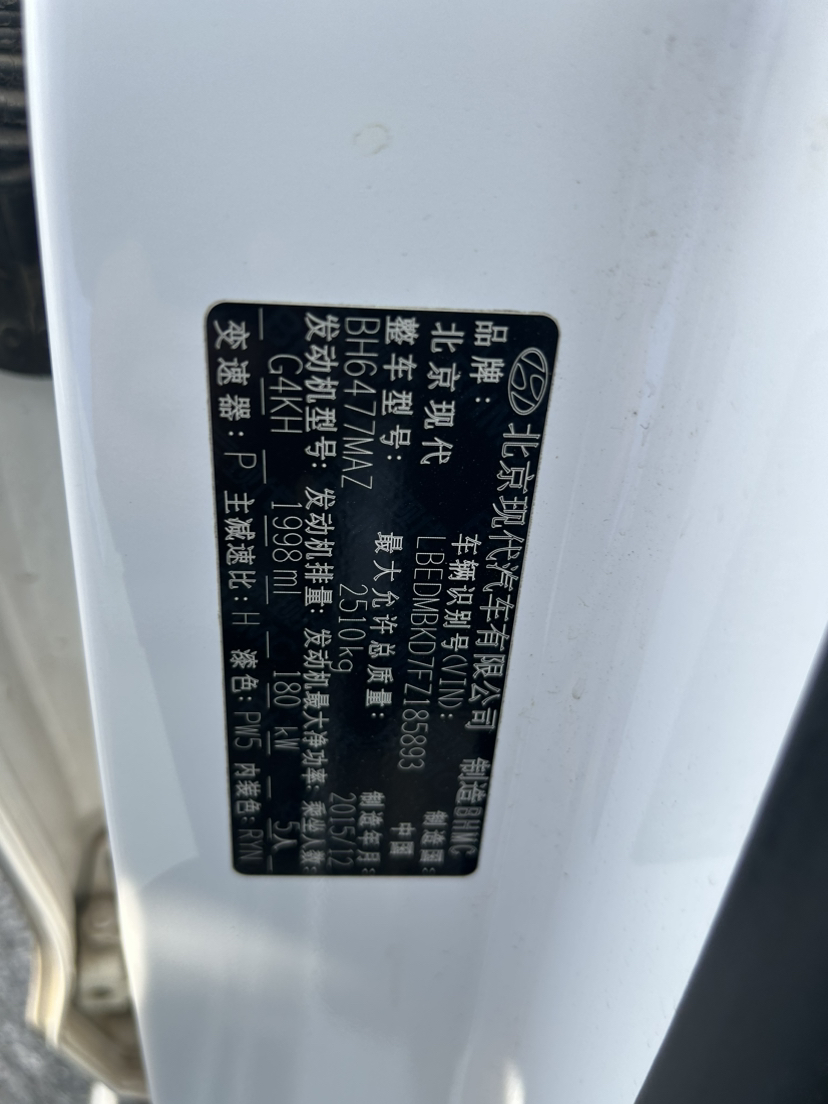 北京现代汽车有限公司 制造BHMC
品牌: 车辆识别号(VIN): 制造国:
北京现代 LBEDMBKD7FZ185893 中国
整车型号: 最大允许总质量: 制造年月:
BH6477MAZ 2510kg 2015/12
发动机型号: 发动机排量: 发动机最大净功率: 乘坐人数:
G4KH 1998ml 180 kW 5人
变速器: P 主减速比: H 漆色: PW5 内装色: RYN